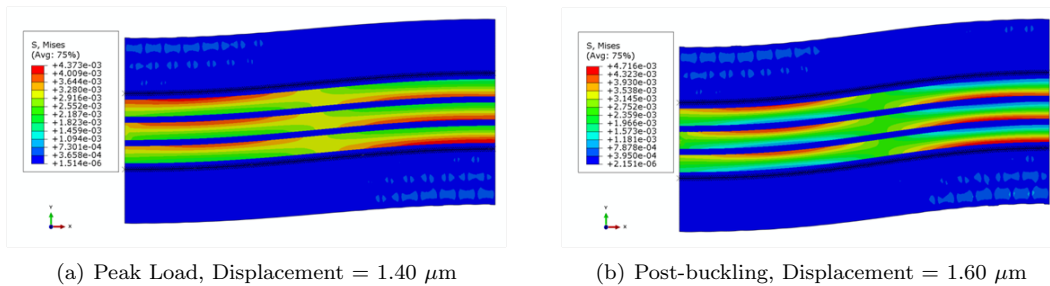 S, Mises
(Avg: 75%)
+4.373e-03
+4.009e-03
+3.644e-03
+3.280e-03
+2.916e-03
+2.552e-03
+2.187e-03
+1.823e-03
+1.459e-03
+1.094e-03
+7.301e-04
+3.658e-04
+1.514e-06
Y
X
S, Mises
(Avg: 75%)
+4.716e-03
+4.323e-03
+3.930e-03
+3.538e-03
+3.145e-03
+2.752e-03
+2.359e-03
+1.966e-03
+1.573e-03
+1.181e-03
+7.878e-04
+3.950e-04
+2.151e-06
Y
X
(a) Peak Load, Displacement = 1.40 μm
(b) Post-buckling, Displacement = 1.60 μm